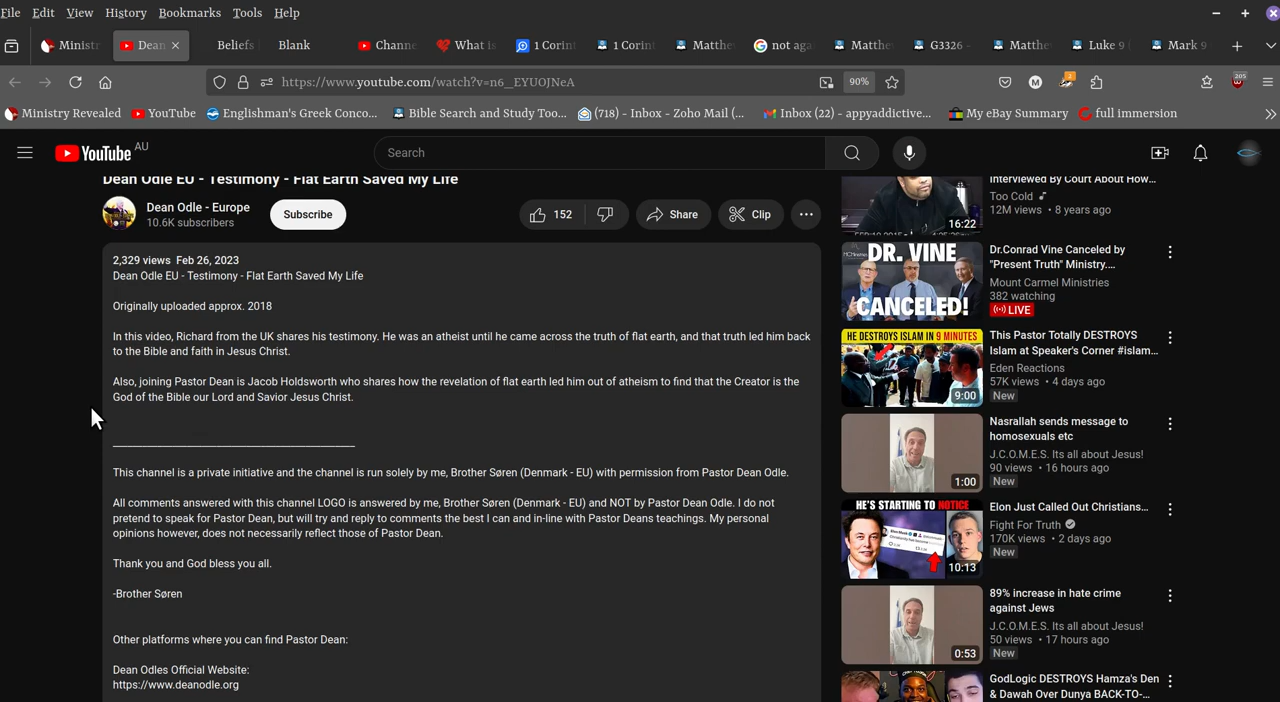 File Edit View History Bookmarks Tools Help
Ministr Dean Beliefs Blank Channe What is 1 Corint 1 Corint Matthe not aga Matthe G3326 - Matthe Luke 9 ( Mark 9
https://www.youtube.com/watch?v=n6__EYUOJNeA 90% 205
Ministry Revealed YouTube Englishman's Greek Conco... Bible Search and Study Too... (718) - Inbox - Zoho Mail (... Inbox (22) - appyaddictive... My eBay Summary full immersion
YouTube AU Search
Dean Odle EU - Testimony - Flat Earth Saved My Life
Dean Odle - Europe
10.6K subscribers
Subscribe
152 Share Clip
2,329 views Feb 26, 2023
Dean Odle EU - Testimony - Flat Earth Saved My Life
Originally uploaded approx. 2018
In this video, Richard from the UK shares his testimony. He was an atheist until he came across the truth of flat earth, and that truth led him back
to the Bible and faith in Jesus Christ.
Also, joining Pastor Dean is Jacob Holdsworth who shares how the revelation of flat earth led him out of atheism to find that the Creator is the
God of the Bible our Lord and Savior Jesus Christ.
This channel is a private initiative and the channel is run solely by me, Brother Søren (Denmark - EU) with permission from Pastor Dean Odle.
All comments answered with this channel LOGO is answered by me, Brother Søren (Denmark - EU) and NOT by Pastor Dean Odle. I do not
pretend to speak for Pastor Dean, but will try and reply to comments the best I can and in-line with Pastor Deans teachings. My personal
opinions however, does not necessarily reflect those of Pastor Dean.
Thank you and God bless you all.
-Brother Søren
Other platforms where you can find Pastor Dean:
Dean Odles Official Website:
https://www.deanodle.org
16:22
Interviewed By Court About How...
Too Cold
12M views • 8 years ago
DR. VINE
CANCELED!
Dr.Conrad Vine Canceled by
"Present Truth" Ministry....
Mount Carmel Ministries
382 watching
LIVE
HE DESTROYS ISLAM IN 9 MINUTES
9:00
This Pastor Totally DESTROYS
Islam at Speaker's Corner #islam...
Eden Reactions
57K views • 4 days ago
New
1:00
Nasrallah sends message to
homosexuals etc
J.C.O.M.E.S. Its all about Jesus!
90 views • 16 hours ago
New
HE'S STARTING TO NOTICE
10:13
Elon Just Called Out Christians...
Fight For Truth
170K views • 2 days ago
New
0:53
89% increase in hate crime
against Jews
J.C.O.M.E.S. Its all about Jesus!
50 views • 17 hours ago
New
GodLogic DESTROYS Hamza's Den
& Dawah Over Dunya BACK-TO-...